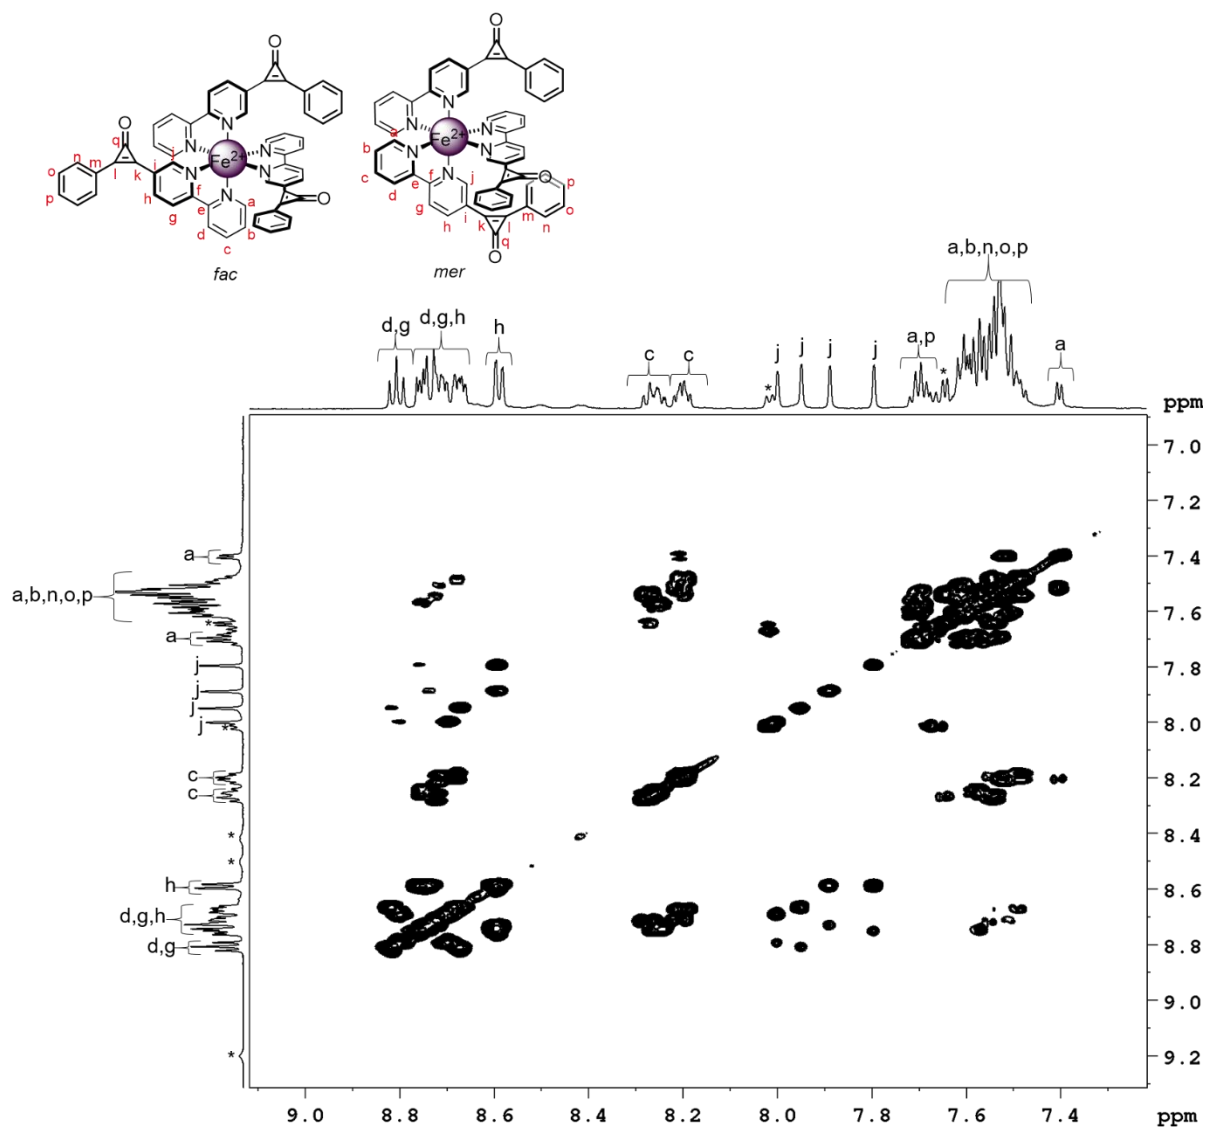 O
O
N
N
N
N
N
N
Fe2+
O
q
n
o
p
m
l
k
i
j
h
g
f
e
d
c
b
a
O
fac
O
N
N
N
N
N
N
Fe2+
a
b
c
d
e
f
g
h
i
j
k
l
m
n
o
p
q
O
O
mer
d,g
d,g,h
h
c
c
*
j
j
j
j
a,p
*
a,b,n,o,p
a
ppm
7.0
7.2
7.4
7.6
7.8
8.0
8.2
8.4
8.6
8.8
9.0
9.2
a
a,b,n,o,p
*
a
j
j
j
j
*
c
c
*
*
h
d,g,h
d,g
*
9.0
8.8
8.6
8.4
8.2
8.0
7.8
7.6
7.4
ppm